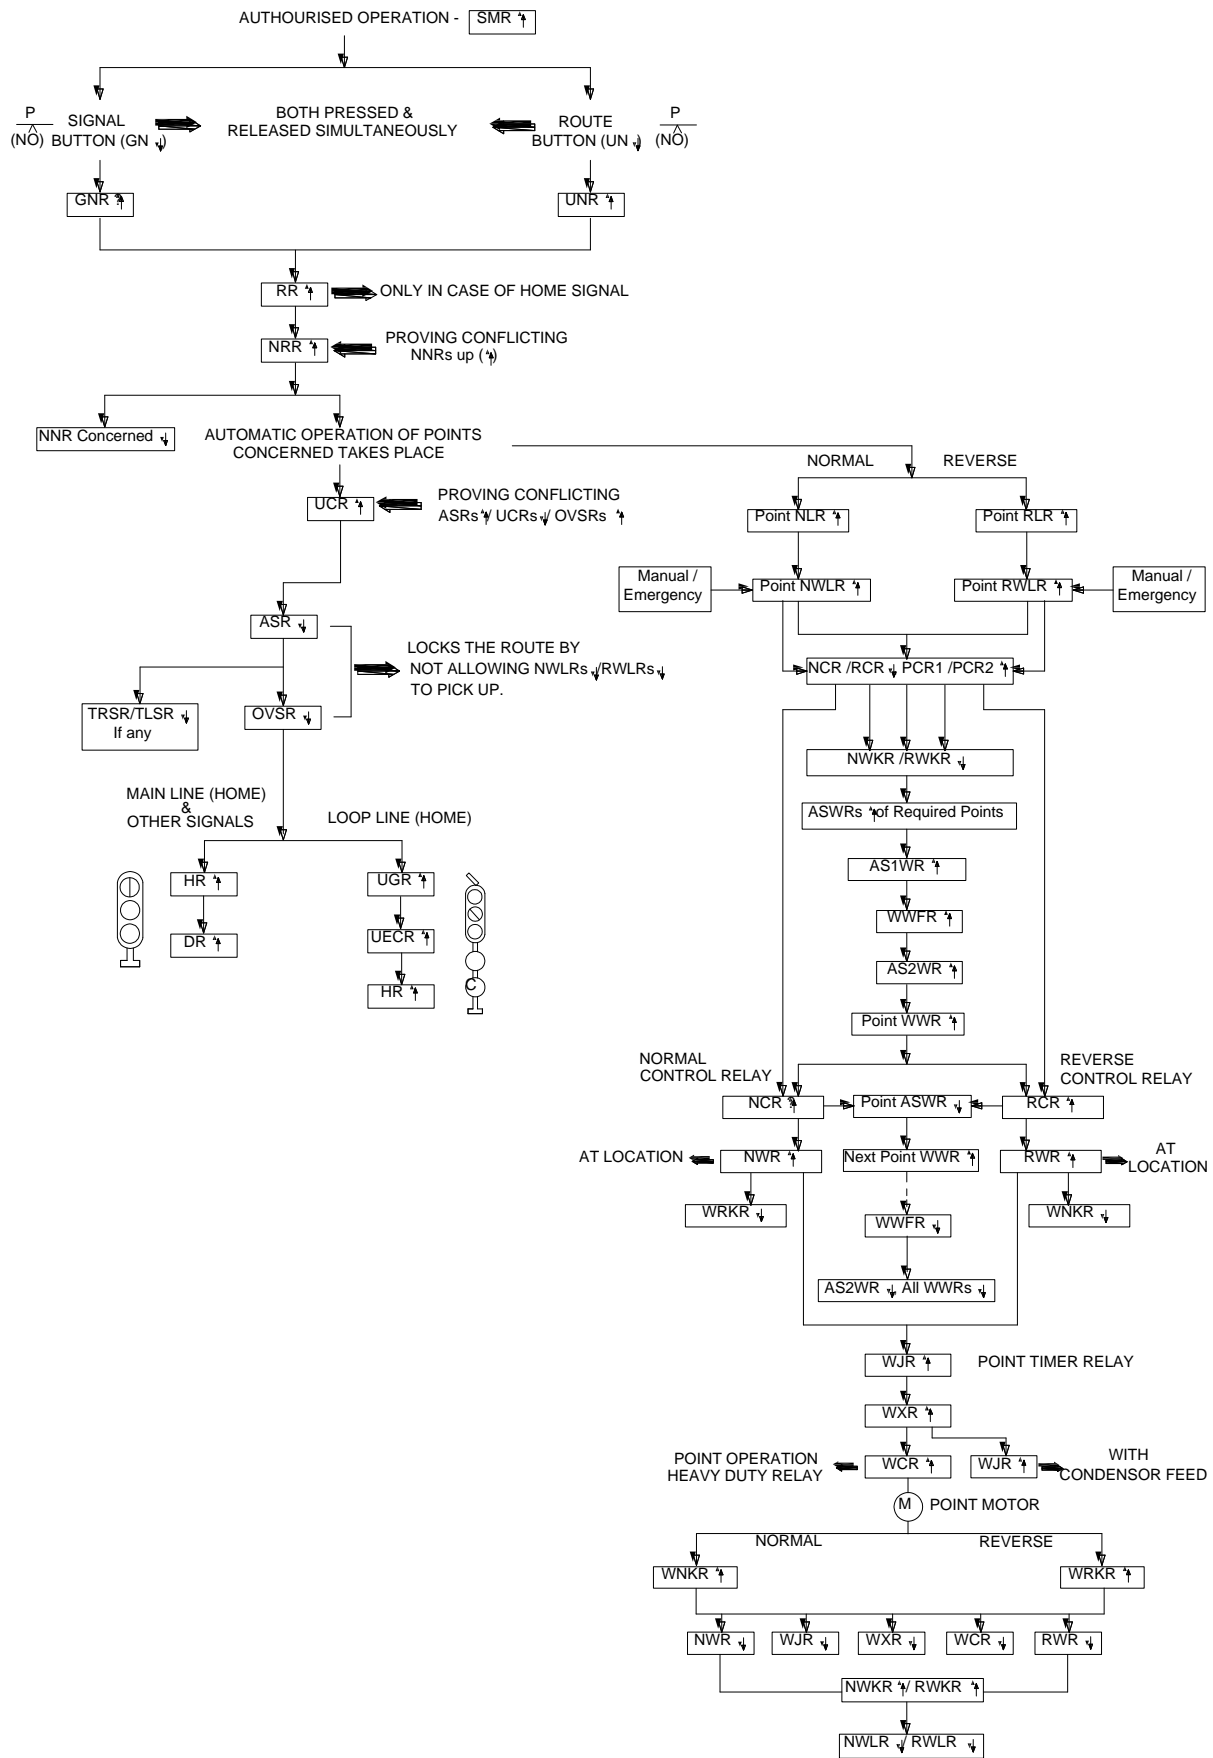 AUTHOURISED OPERATION - SMR
P
(NO) SIGNAL
BUTTON (GN )
BOTH PRESSED &
RELEASED SIMULTANEOUSLY
ROUTE
BUTTON (UN )
P
(NO)
GNR
UNR
RR
ONLY IN CASE OF HOME SIGNAL
NRR
PROVING CONFLICTING
NNRs up ( )
NNR Concerned
AUTOMATIC OPERATION OF POINTS
CONCERNED TAKES PLACE
NORMAL
REVERSE
UCR
PROVING CONFLICTING
ASRs / UCRs / OVSRs
Point NLR
Point RLR
Manual /
Emergency
Point NWLR
Point RWLR
Manual /
Emergency
ASR
LOCKS THE ROUTE BY
NOT ALLOWING NWLRs /RWLRs
TO PICK UP.
NCR /RCR PCR1 /PCR2
TRSR/TLSR
If any
OVSR
NWKR /RWKR
MAIN LINE (HOME)
&
OTHER SIGNALS
LOOP LINE (HOME)
ASWRs of Required Points
HR
UGR
AS1WR
DR
UECR
WWFR
HR
C
AS2WR
Point WWR
NORMAL
CONTROL RELAY
REVERSE
CONTROL RELAY
NCR
Point ASWR
RCR
AT LOCATION
NWR
Next Point WWR
RWR
AT
LOCATION
WRKR
WWFR
WNKR
AS2WR All WWRs
WJR
POINT TIMER RELAY
WXR
POINT OPERATION
HEAVY DUTY RELAY
WCR
WJR
WITH
CONDENSOR FEED
M
POINT MOTOR
NORMAL
REVERSE
WNKR
WRKR
NWR
WJR
WXR
WCR
RWR
NWKR / RWKR
NWLR / RWLR